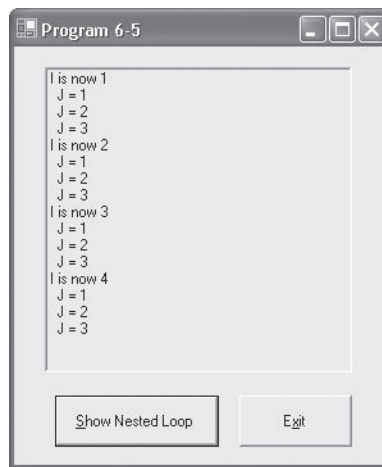 Program 6-5
I is now 1
J = 1
J = 2
J = 3
I is now 2
J = 1
J = 2
J = 3
I is now 3
J = 1
J = 2
J = 3
I is now 4
J = 1
J = 2
J = 3
Show Nested Loop
Exit